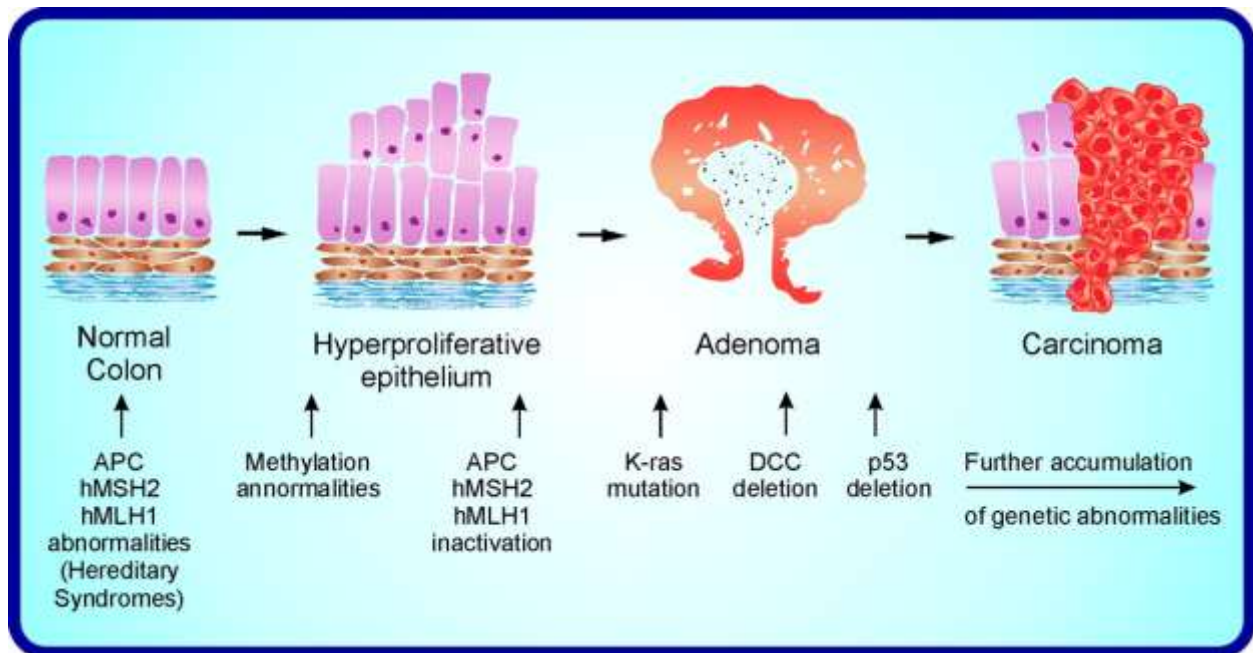 Normal
Colon
Hyperproliferative
epithelium
Adenoma
Carcinoma
APC
hMSH2
hMLH1
abnormalities
(Hereditary
Syndromes)
Methylation
annormalities
APC
hMSH2
hMLH1
inactivation
K-ras
mutation
DCC
deletion
p53
deletion
Further accumulation
of genetic abnormalities